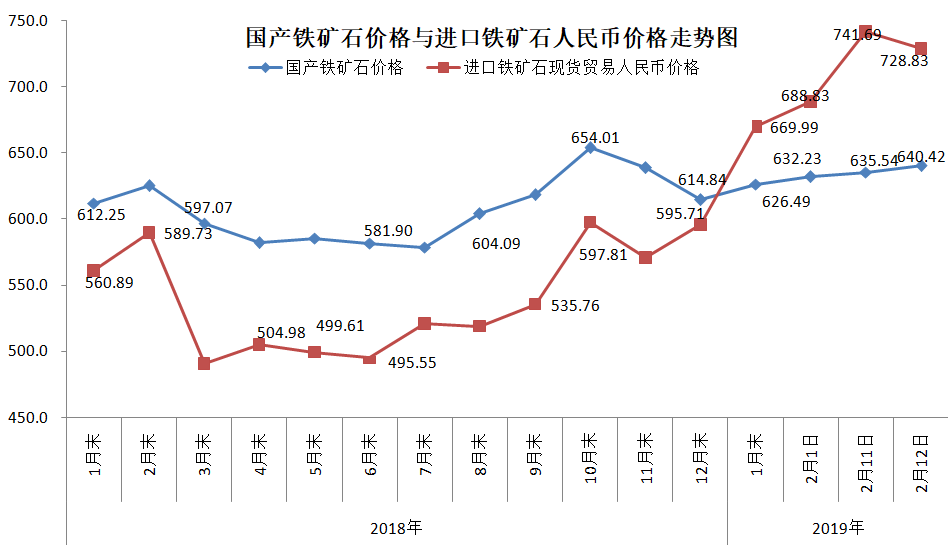 国产铁矿石价格与进口铁矿石人民币价格走势图
国产铁矿石价格
进口铁矿石现货贸易人民币价格
750.0
700.0
650.0
600.0
550.0
500.0
450.0
612.25
597.07
581.90
604.09
654.01
614.84
626.49
632.23
635.54
640.42
560.89
589.73
504.98
499.61
495.55
535.76
597.81
595.71
669.99
688.83
741.69
728.83
1月末
2月末
3月末
4月末
5月末
6月末
7月末
8月末
9月末
10月末
11月末
12月末
1月末
2月1日
2月11日
2月12日
2018年
2019年